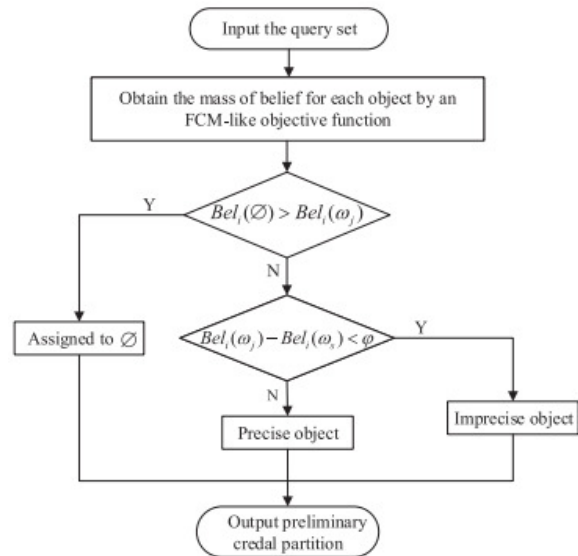 Input the query set
Obtain the mass of belief for each object by an
FCM-like objective function
Y
Bel_i(∅) > Bel_i(ω_j)
N
Assigned to ∅
Bel_i(ω_j) − Bel_i(ω_s) < φ
Y
N
Precise object
Imprecise object
Output preliminary
credal partition